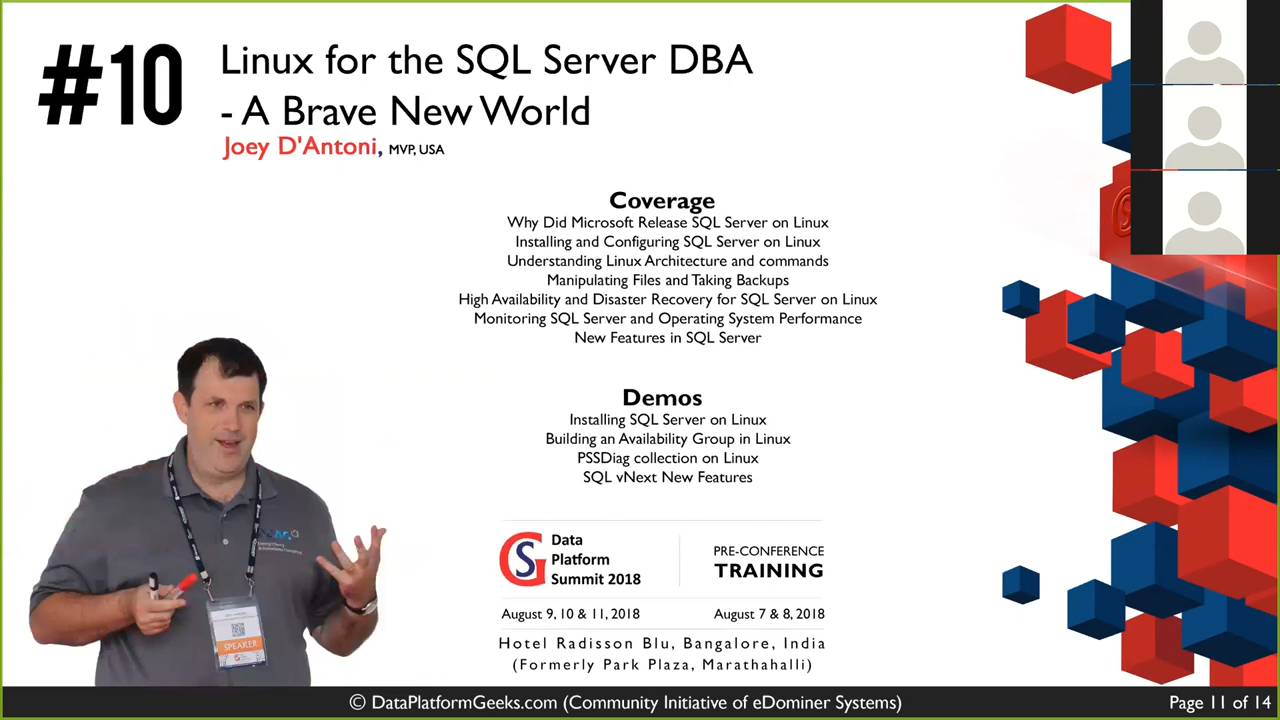 #10
Linux for the SQL Server DBA
- A Brave New World
Joey D'Antoni, MVP, USA
Coverage
Why Did Microsoft Release SQL Server on Linux
Installing and Configuring SQL Server on Linux
Understanding Linux Architecture and commands
Manipulating Files and Taking Backups
High Availability and Disaster Recovery for SQL Server on Linux
Monitoring SQL Server and Operating System Performance
New Features in SQL Server
Demos
Installing SQL Server on Linux
Building an Availability Group in Linux
PSSDiag collection on Linux
SQL vNext New Features
SPEAKER
Data
Platform
Summit 2018
PRE-CONFERENCE
TRAINING
August 9, 10 & 11, 2018
August 7 & 8, 2018
Hotel Radisson Blu, Bangalore, India
(Formerly Park Plaza, Marathahalli)
© DataPlatformGeeks.com (Community Initiative of eDominer Systems)
Page 11 of 14